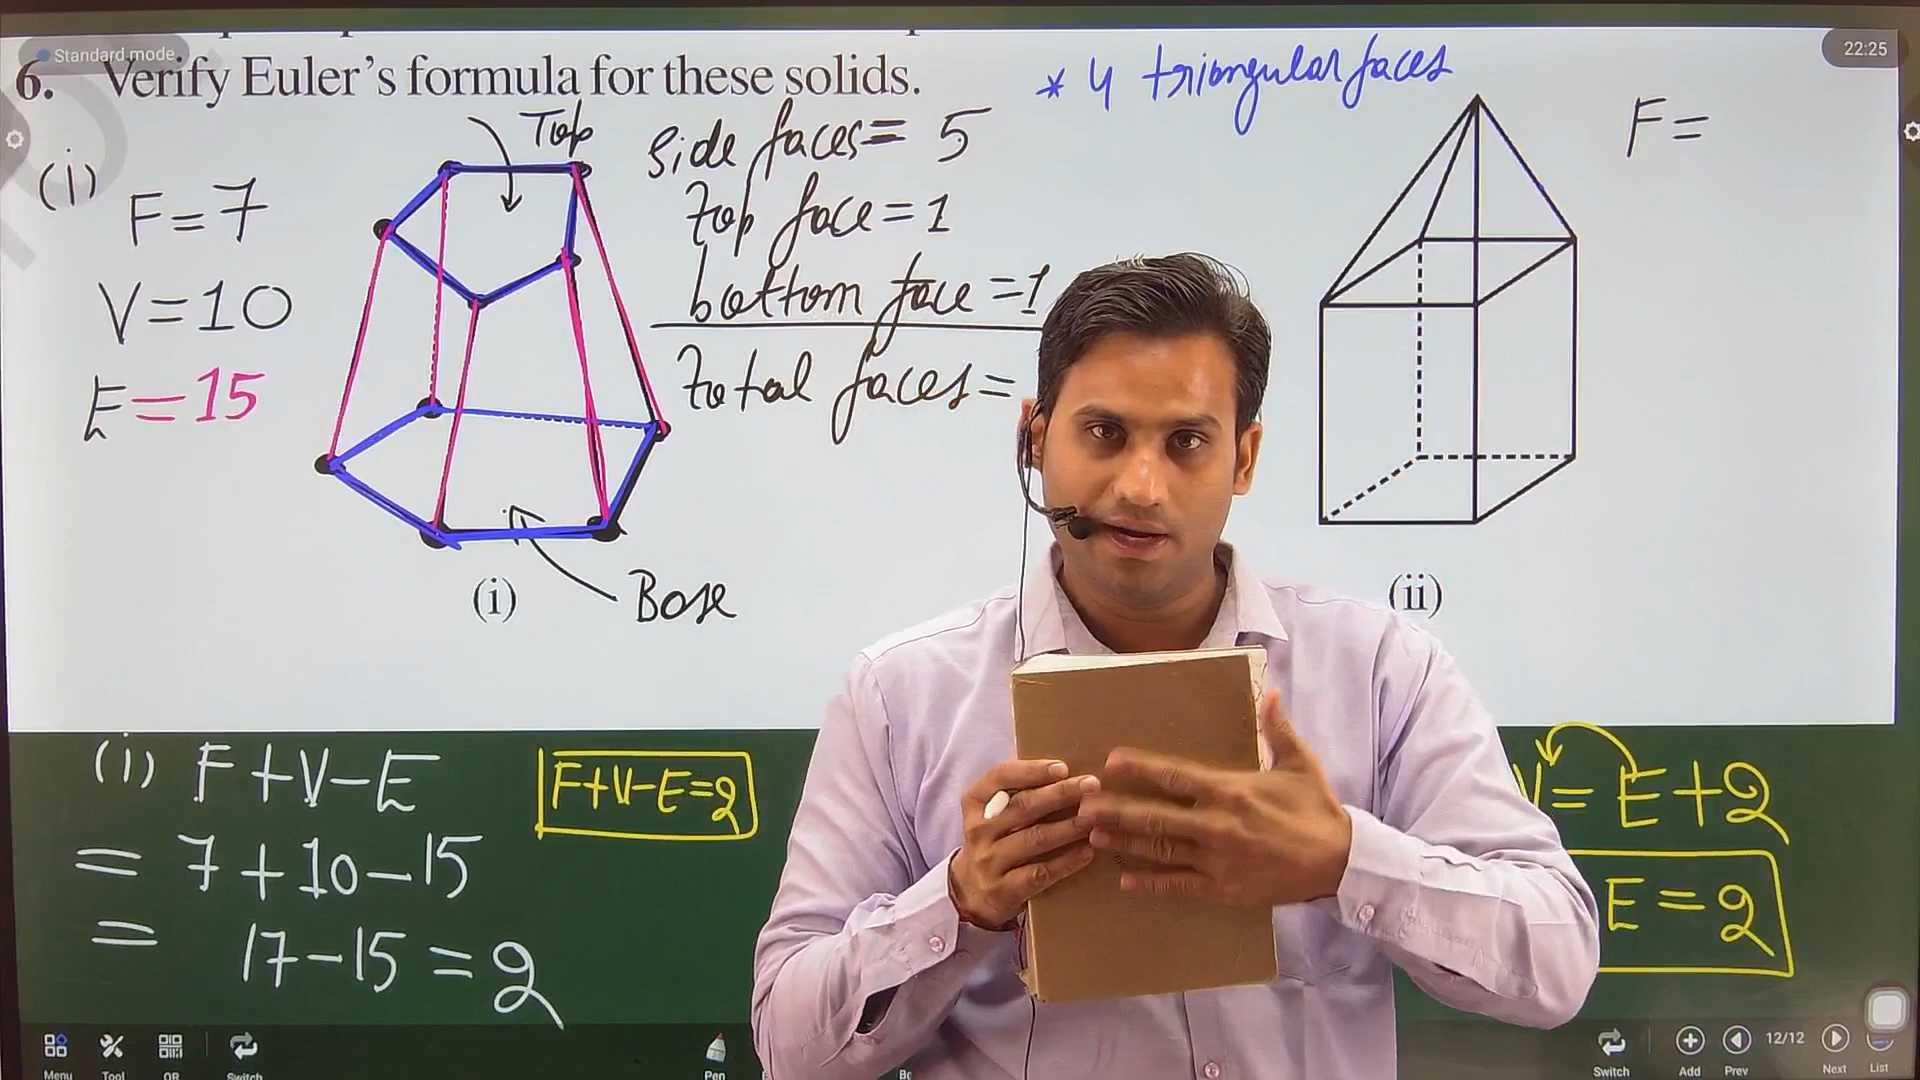 Standard mode
22:25
6. Verify Euler's formula for these solids.
* 4 triangular faces
(i)
F = 7
V = 10
E = 15
Top
Base
(i)
side faces = 5
Top face = 1
bottom face = 1
Total faces =
F =
(ii)
(i) F + V - E
= 7 + 10 - 15
= 17 - 15 = 2
F+V-E=2
V = E + 2
E = 2
Menu
Tool
QR
Switch
Pen
Switch
Add
Prev
12/12
Next
List